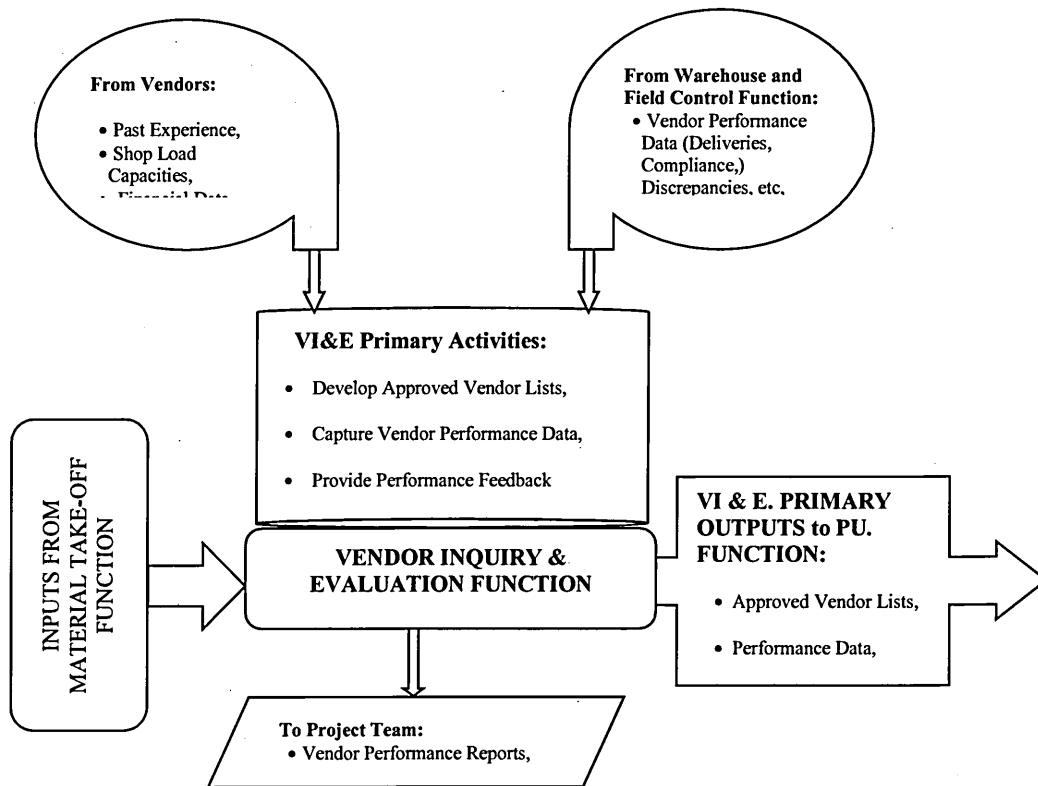 From Vendors:
• Past Experience,
• Shop Load
Capacities,
• Financial Data
From Warehouse and
Field Control Function:
• Vendor Performance
Data (Deliveries,
Compliance,)
Discrepancies, etc,
VI&E Primary Activities:
• Develop Approved Vendor Lists,
• Capture Vendor Performance Data,
• Provide Performance Feedback
INPUTS FROM
MATERIAL TAKE-OFF
FUNCTION
VENDOR INQUIRY &
EVALUATION FUNCTION
VI & E. PRIMARY
OUTPUTS to PU.
FUNCTION:
• Approved Vendor Lists,
• Performance Data,
To Project Team:
• Vendor Performance Reports,